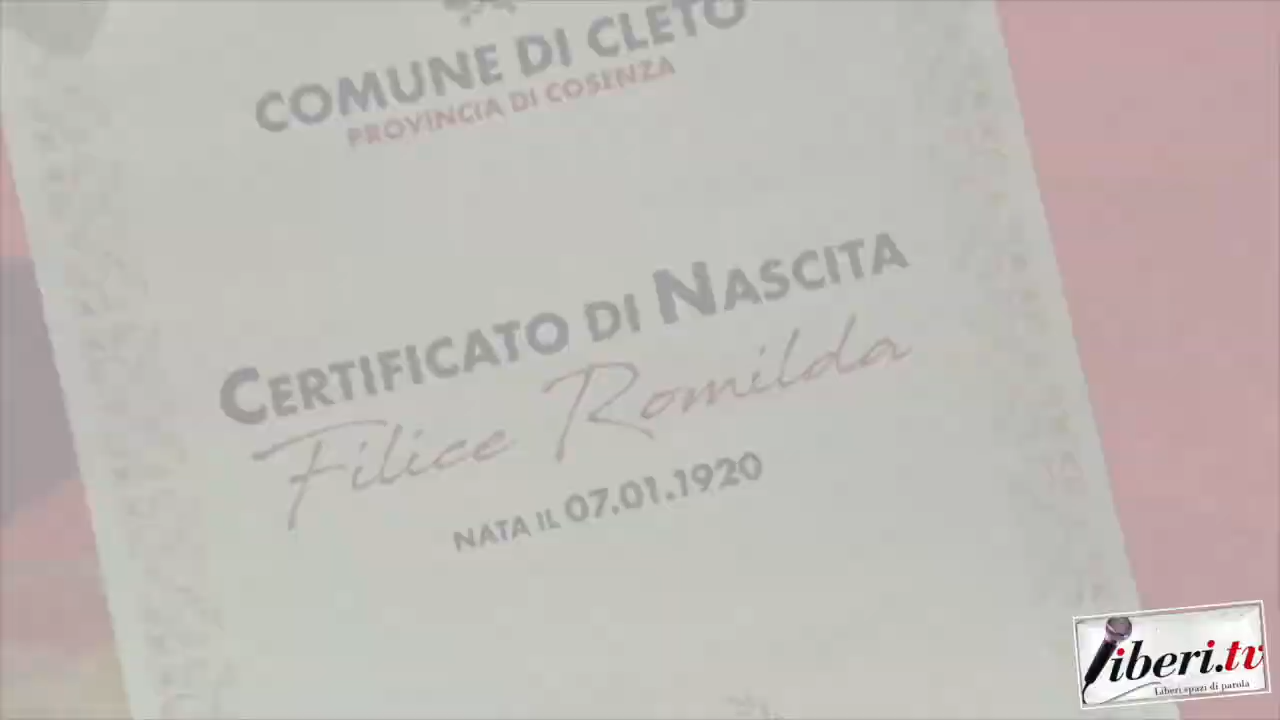 COMUNE DI CLETO
PROVINCIA DI COSENZA
CERTIFICATO DI NASCITA
Filice Romilda
NATA IL 07.01.1920
liberi.tv
Liberi spazi di parola